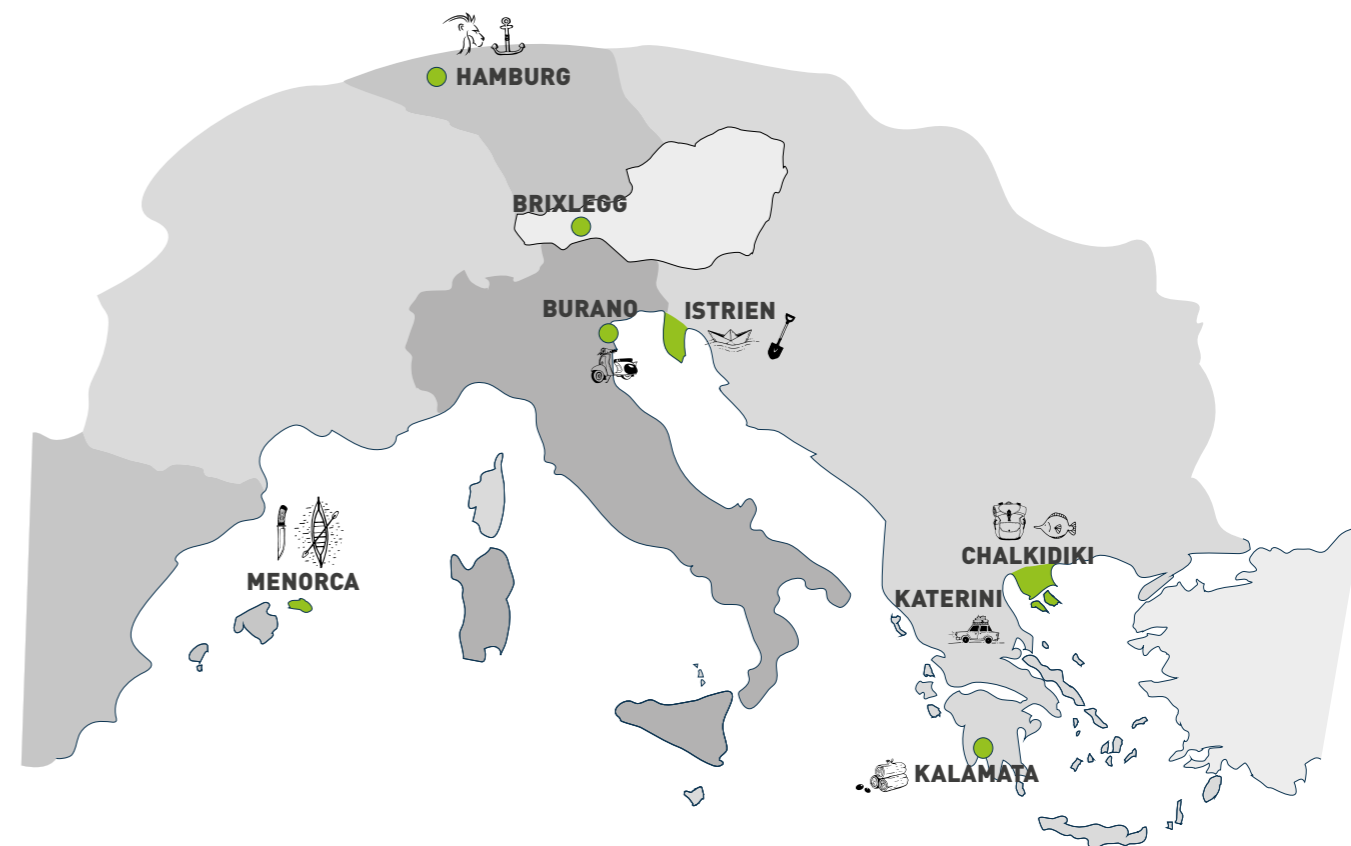 HAMBURG
BRIXLEGG
BURANO
ISTRIEN
CHALKIDIKI
MENORCA
KATERINI
KALAMATA